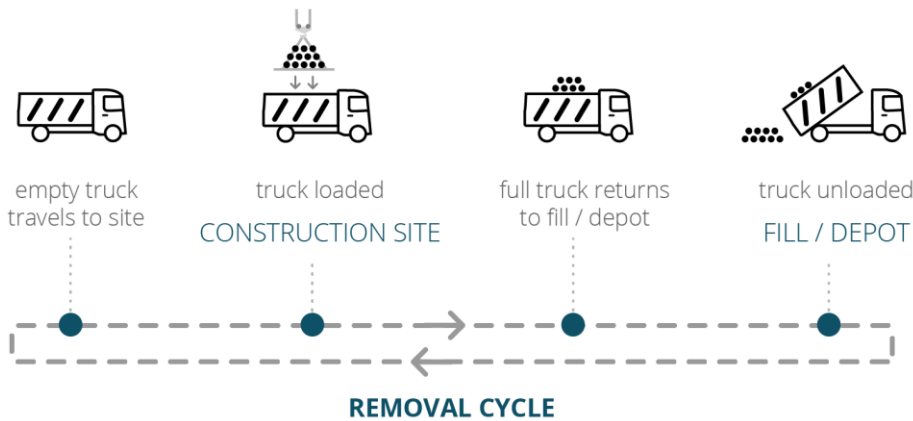 empty truck
travels to site
truck loaded
CONSTRUCTION SITE
full truck returns
to fill / depot
truck unloaded
FILL / DEPOT
REMOVAL CYCLE